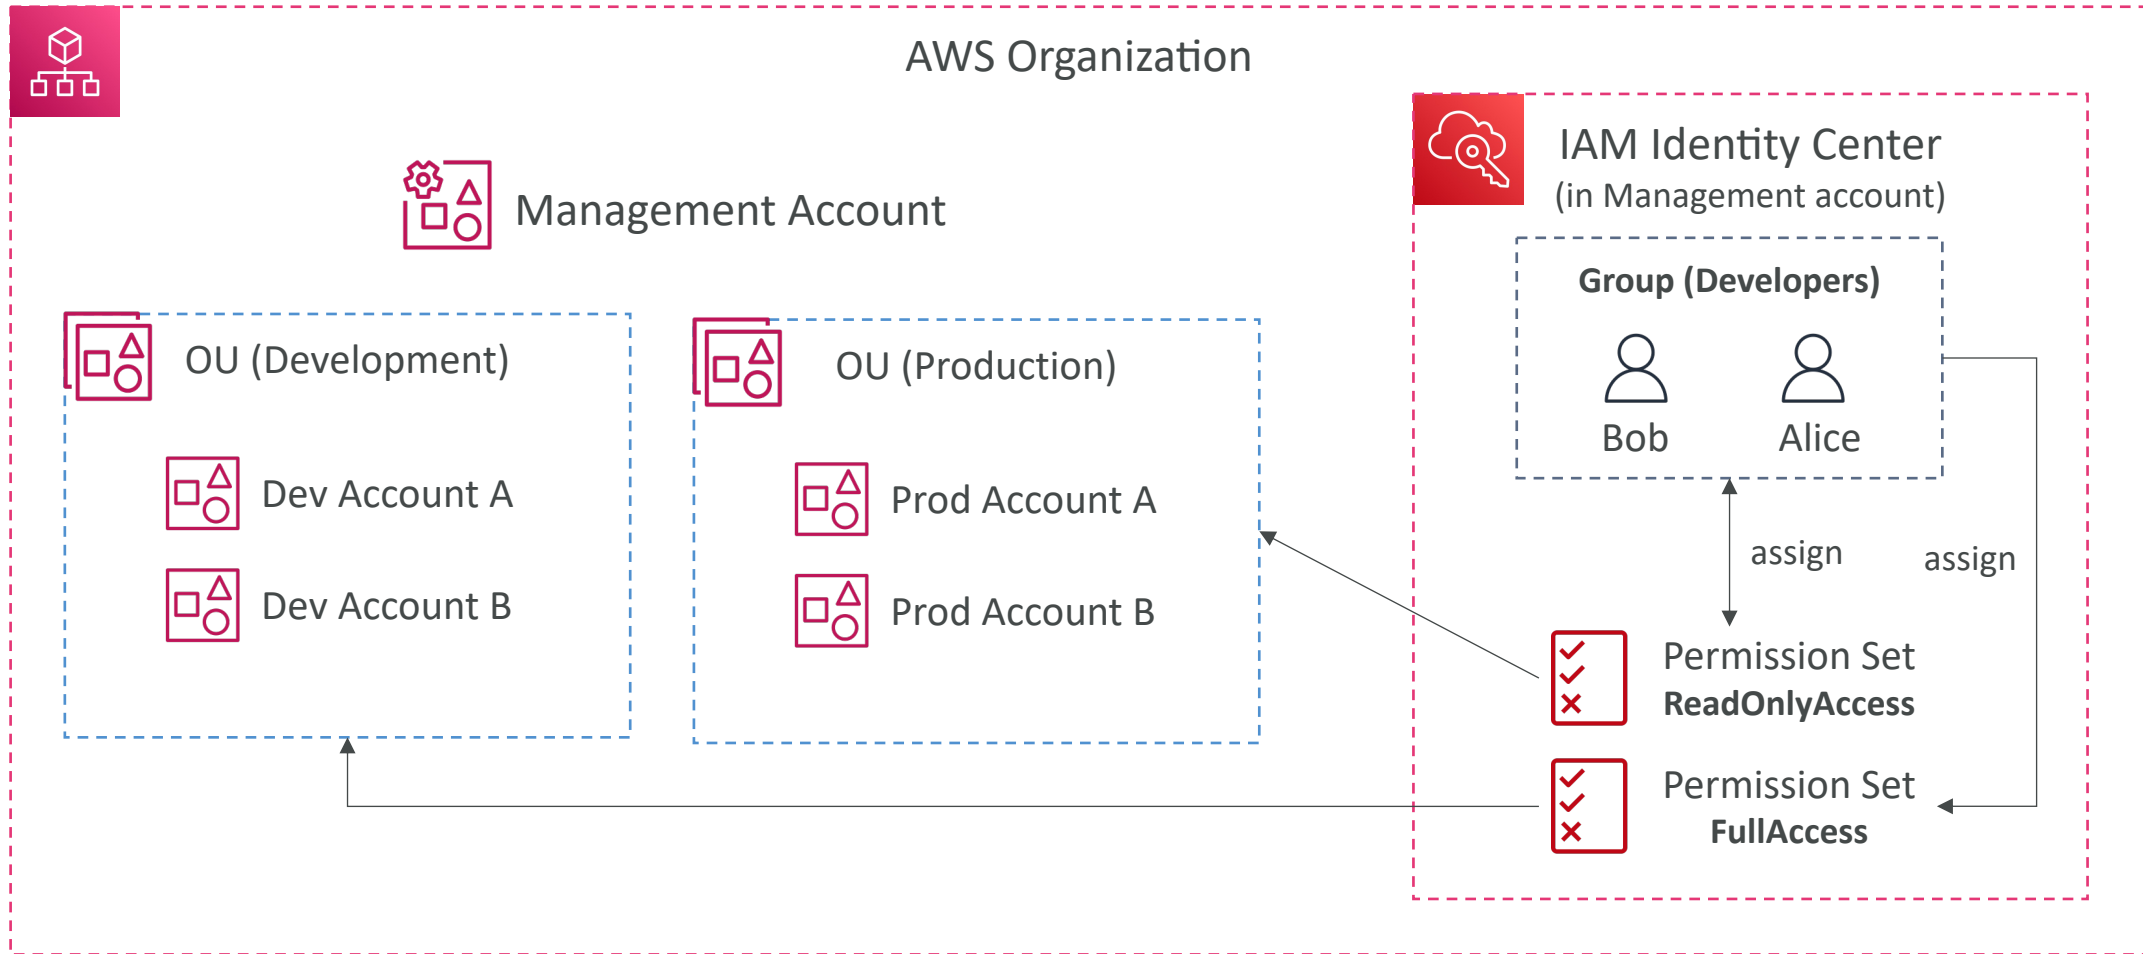 AWS Organization
Management Account
OU (Development)
Dev Account A
Dev Account B
OU (Production)
Prod Account A
Prod Account B
IAM Identity Center
(in Management account)
Group (Developers)
Bob
Alice
assign
assign
Permission Set
ReadOnlyAccess
Permission Set
FullAccess